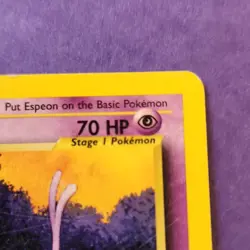 Put Espeon on the Basic Pokémon
70 HP
Stage 1 Pokémon